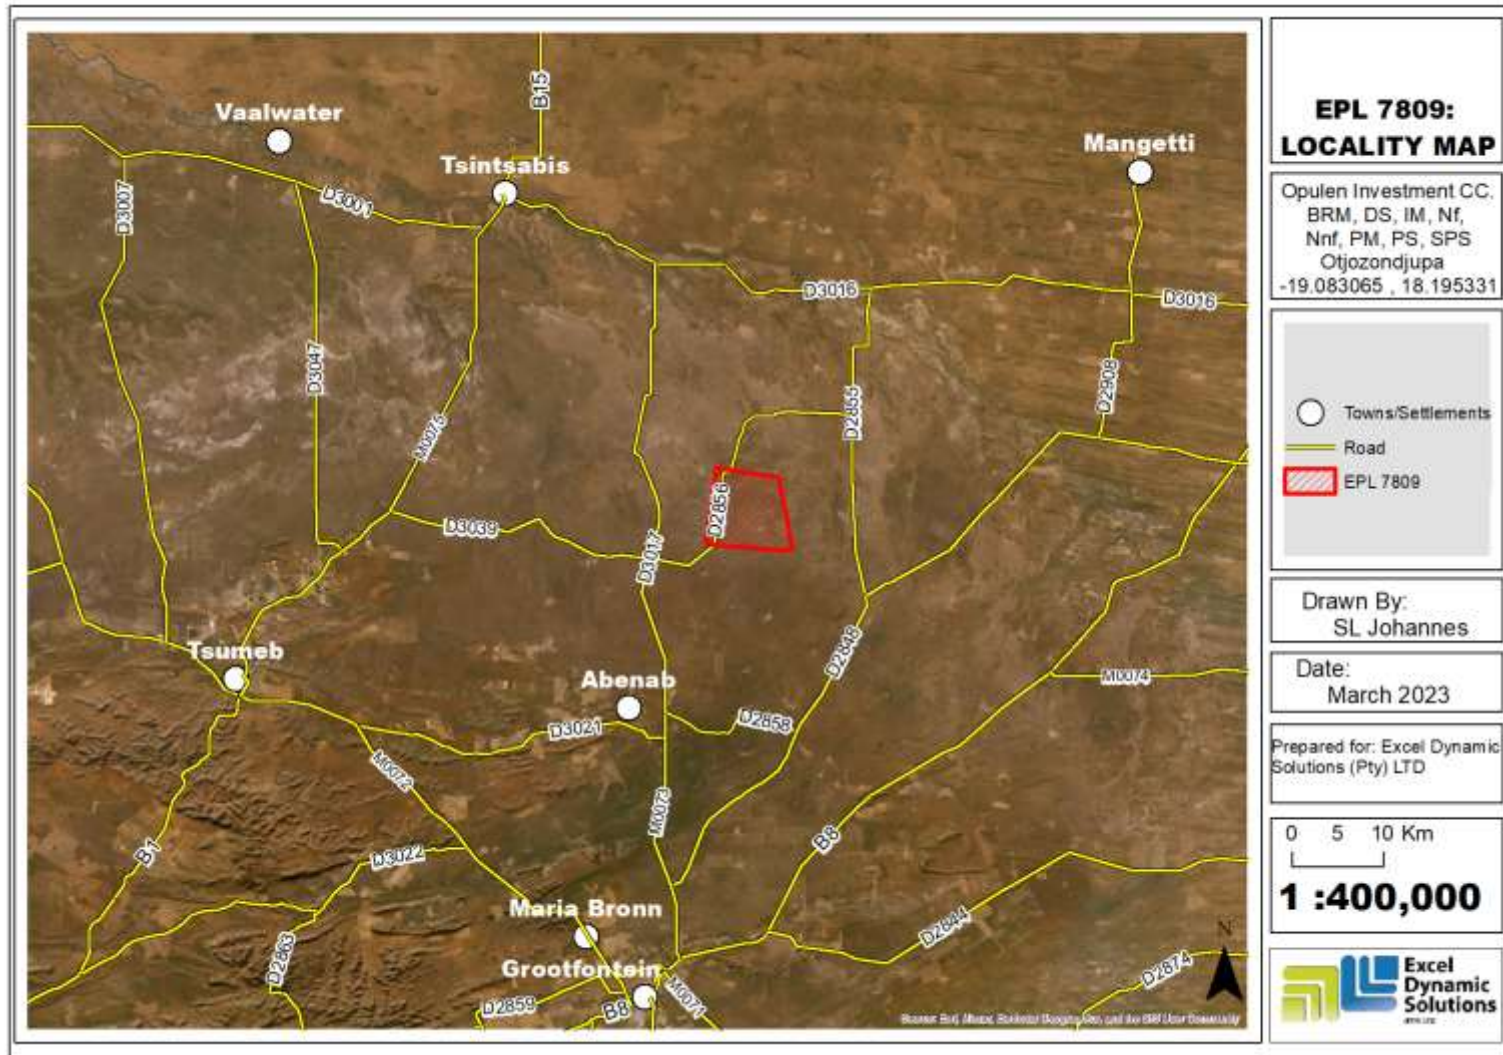 Vaalwater
B15
Tsintsabis
Mangetti
D3007
D3001
D3016
D3016
D3047
D2908
D2855
M0075
D2856
D3039
D3017
D2848
Tsumeb
M0074
Abenab
D2858
D3021
M0072
M0073
B8
B1
D3022
Maria Bronn
D2844
D2863
Grootfontein
D2874
M0071
D2859
B8
EPL 7809:
LOCALITY MAP
Opulen Investment CC.
BRM, DS, IM, Nf,
Nnf, PM, PS, SPS
Otjozondjupa
-19.083065 , 18.195331
Towns/Settlements
Road
EPL 7809
Drawn By:
SL Johannes
Date:
March 2023
Prepared for: Excel Dynamic
Solutions (Pty) LTD
0 5 10 Km
1 :400,000
N
Excel
Dynamic
Solutions